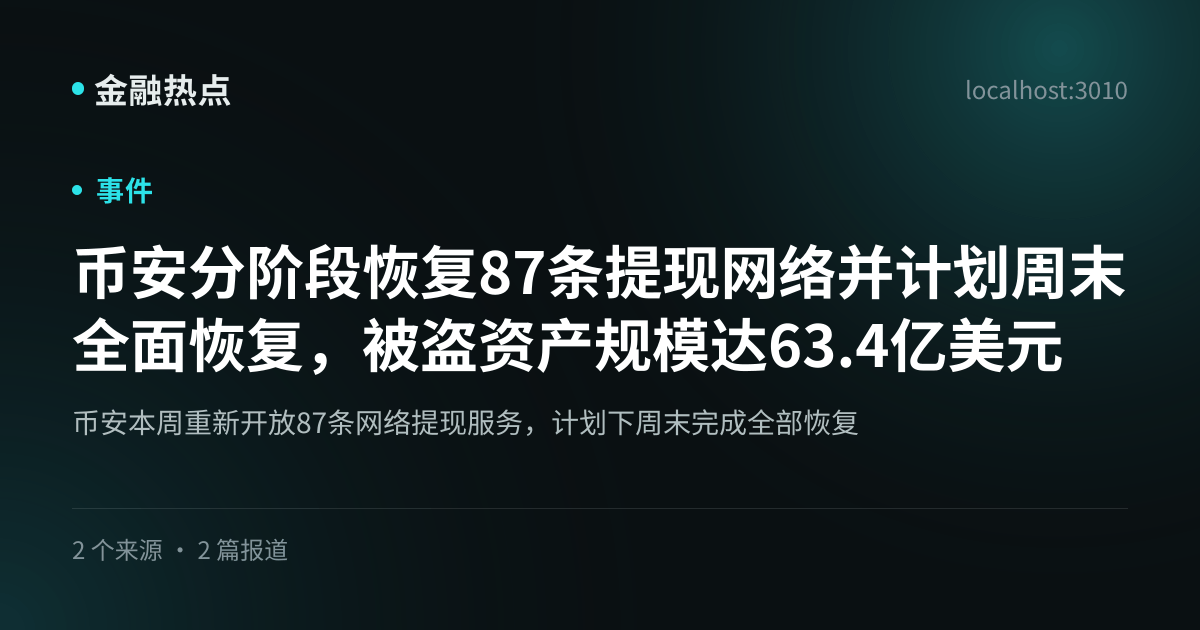 金融热点
localhost:3010
事件
币安分阶段恢复87条提现网络并计划周末
全面恢复，被盗资产规模达63.4亿美元
币安本周重新开放87条网络提现服务，计划下周末完成全部恢复
2 个来源 · 2 篇报道